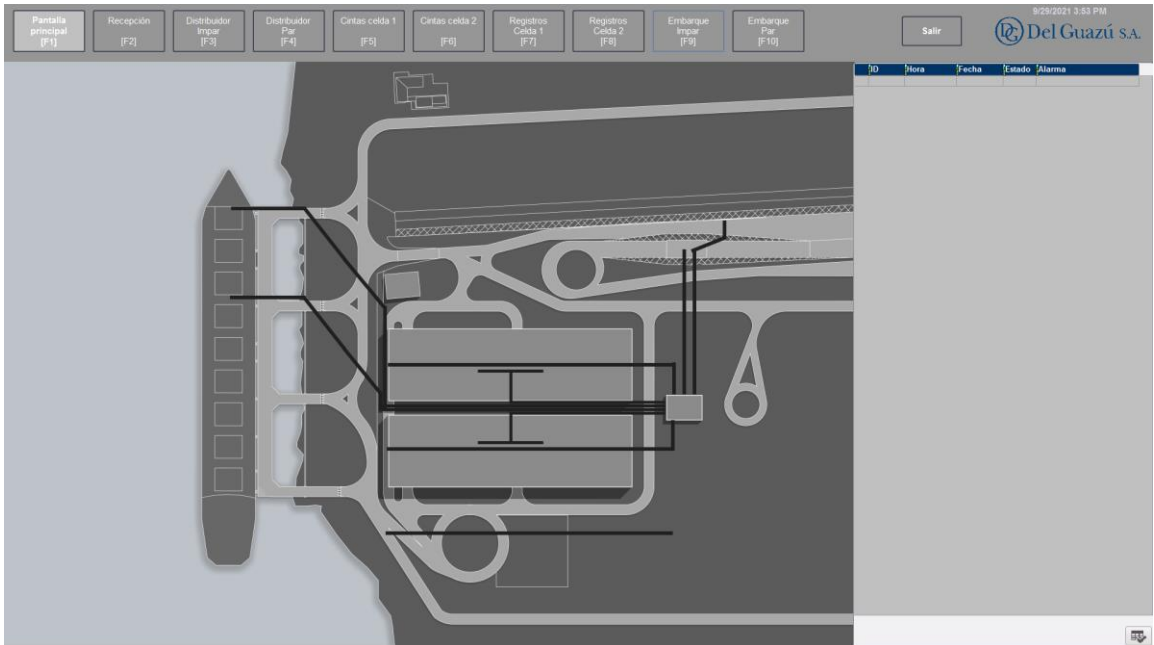 Pantalla
principal
[F1]
Recepción
[F2]
Distribuidor
Impar
[F3]
Distribuidor
Par
[F4]
Cintas celda 1
[F5]
Cintas celda 2
[F6]
Registros
Celda 1
[F7]
Registros
Celda 2
[F8]
Embarque
Impar
[F9]
Embarque
Par
[F10]
Salir
9/29/2021 3:53 PM
DG Del Guazú S.A.
ID Hora Fecha Estado Alarma